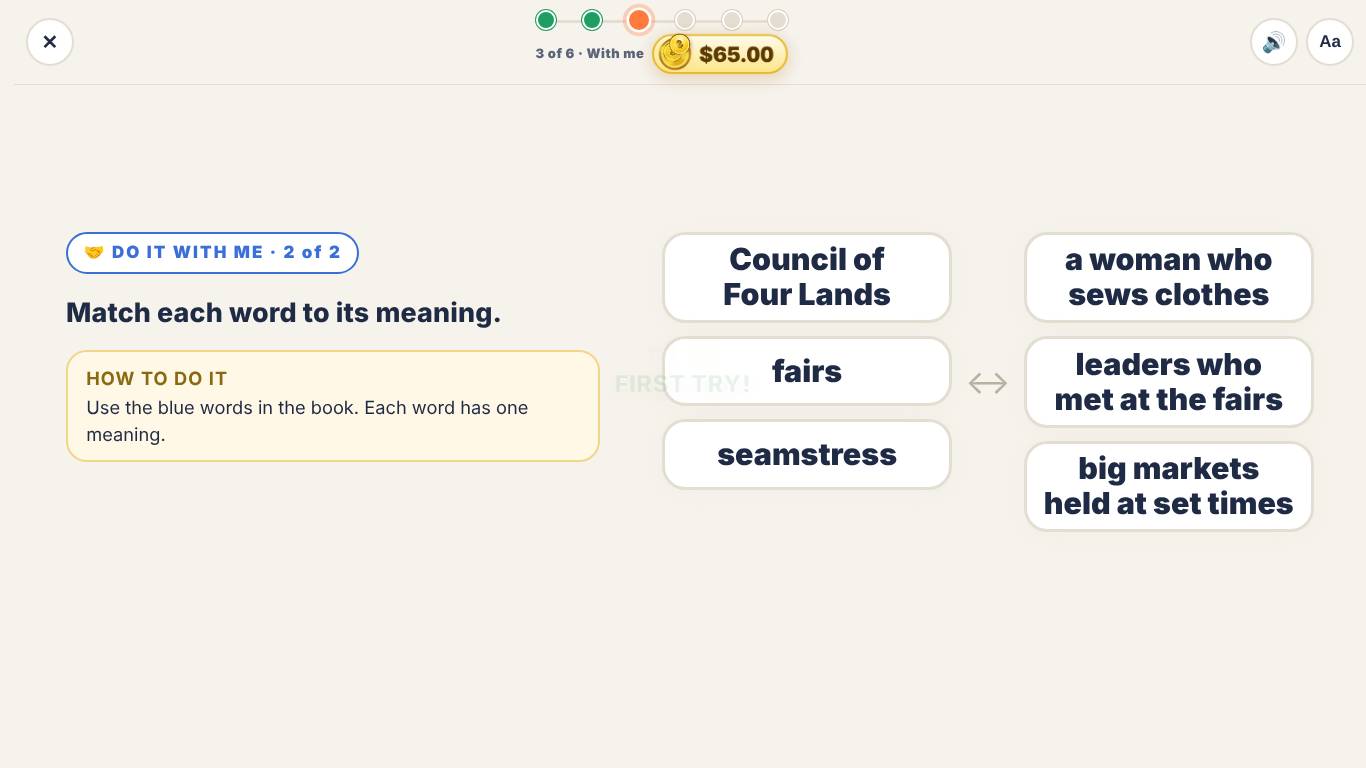 ✕
3 of 6 · With me
$65.00
Aa
DO IT WITH ME · 2 of 2
Match each word to its meaning.
HOW TO DO IT
Use the blue words in the book. Each word has one
meaning.
FIRST TRY!
Council of
Four Lands
fairs
seamstress
↔
a woman who
sews clothes
leaders who
met at the fairs
big markets
held at set times